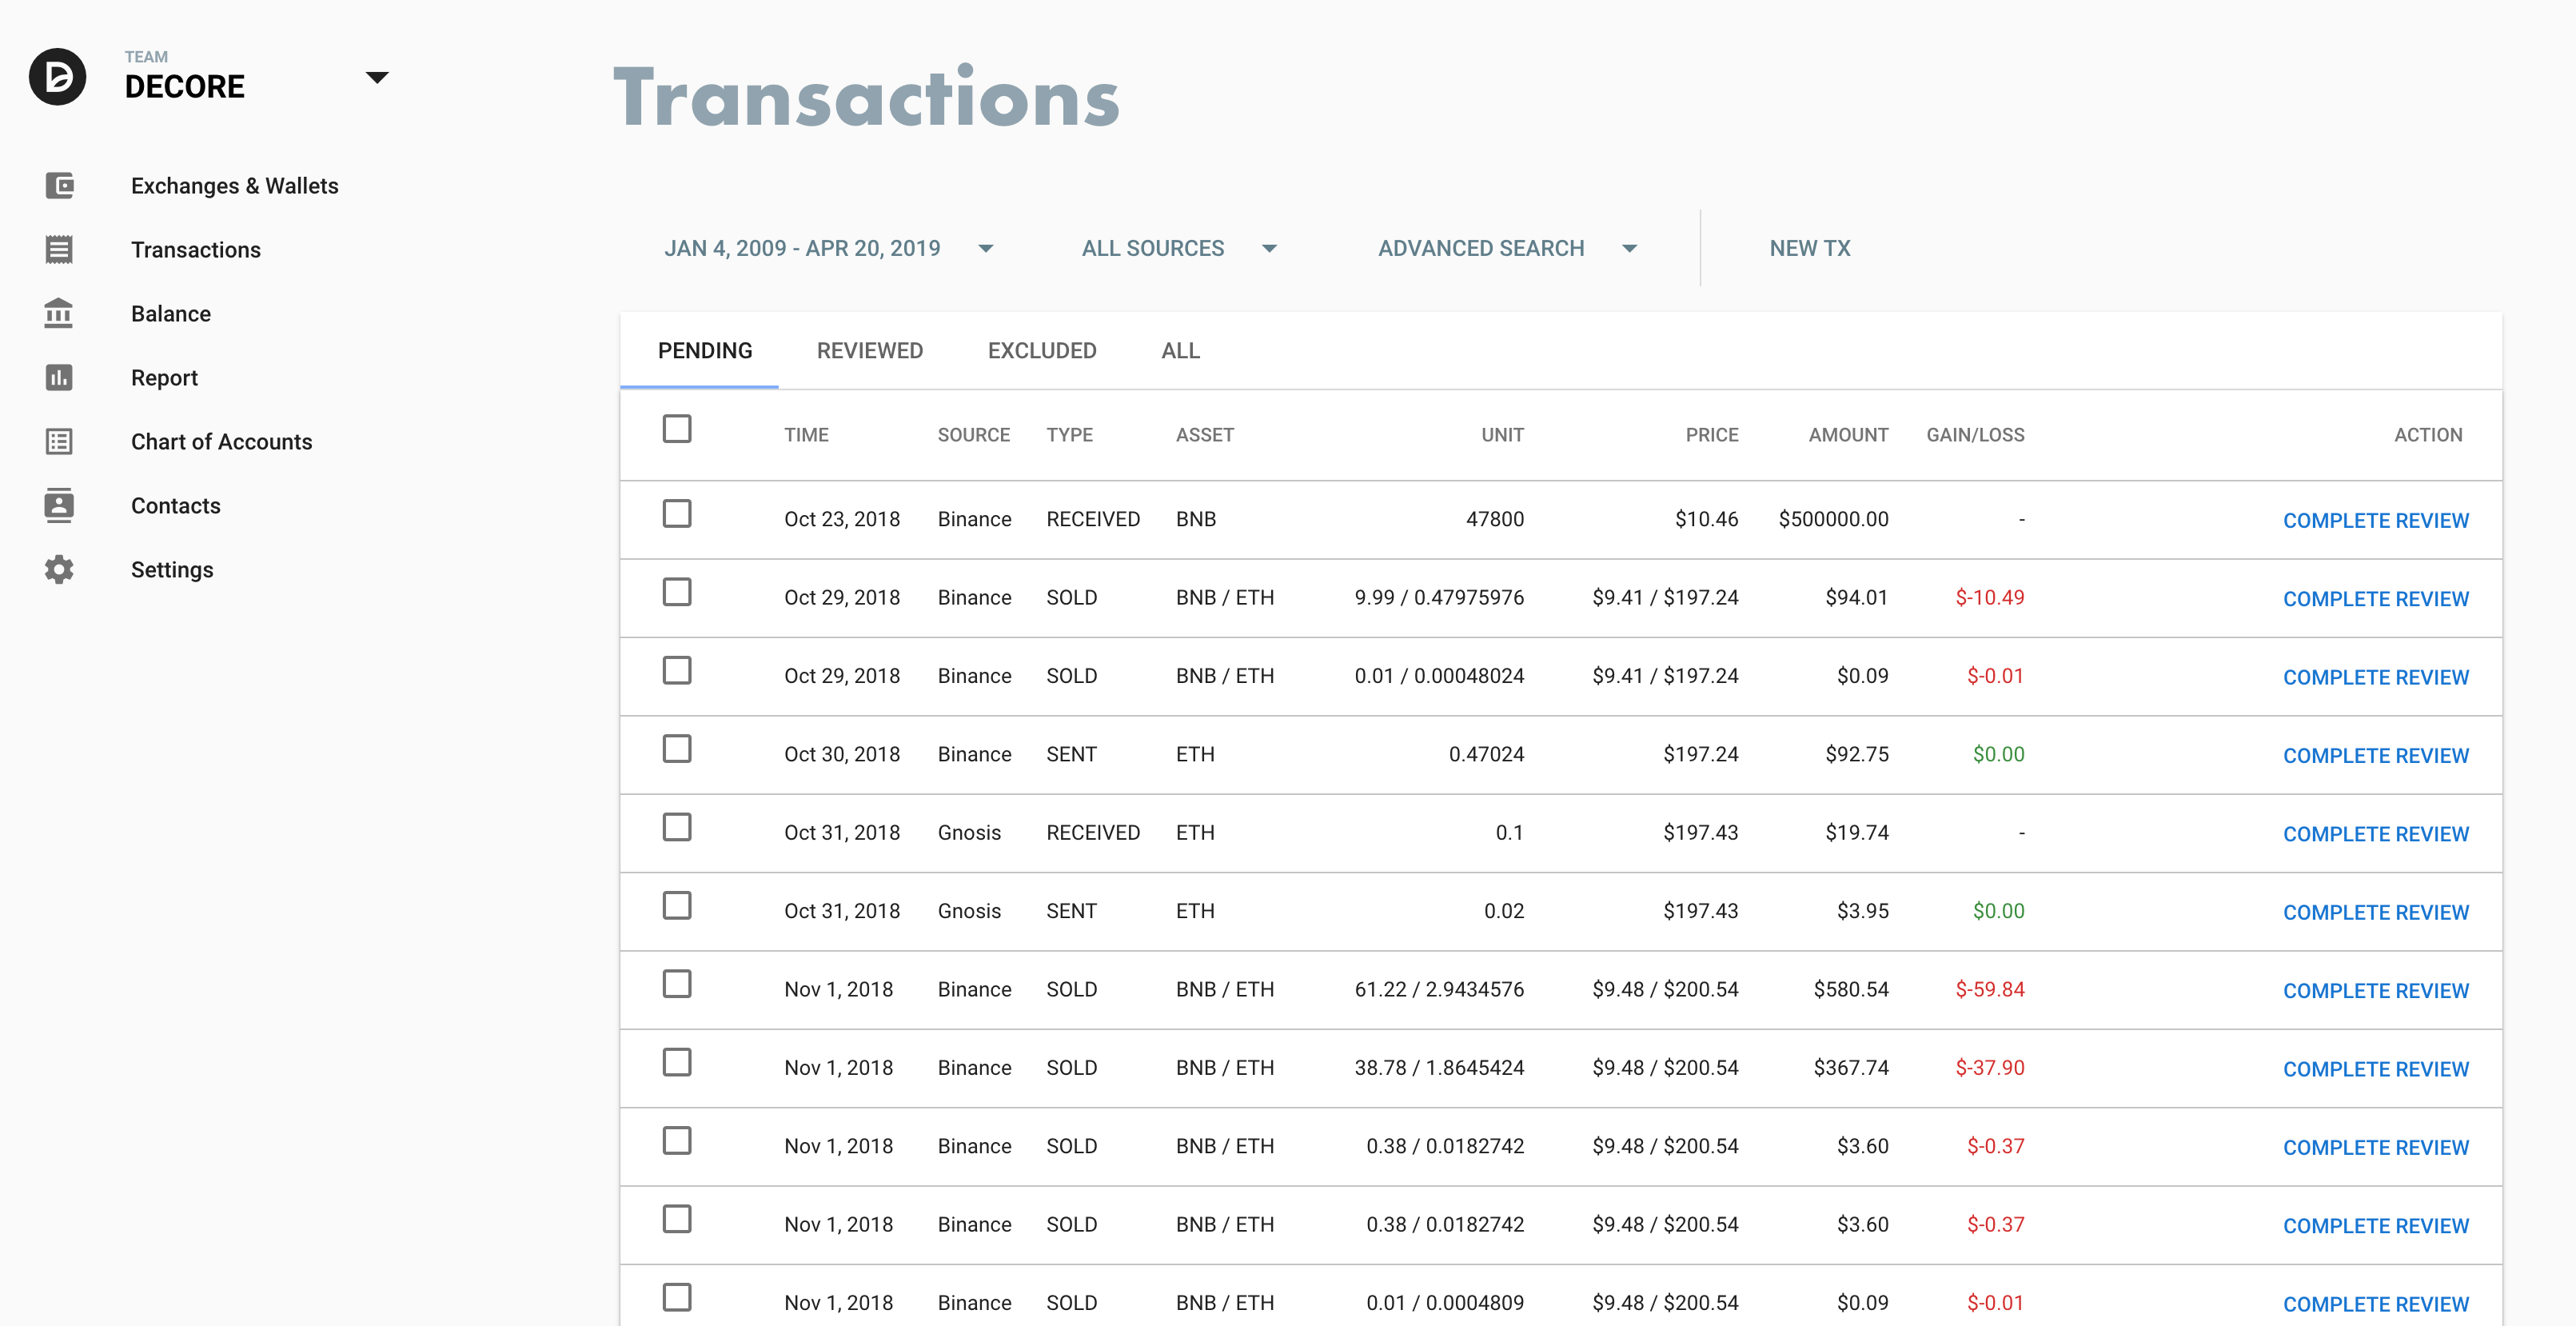 TEAM
DECORE
Exchanges & Wallets
Transactions
Balance
Report
Chart of Accounts
Contacts
Settings
Transactions
JAN 4, 2009 - APR 20, 2019 ALL SOURCES ADVANCED SEARCH NEW TX
PENDING REVIEWED EXCLUDED ALL
TIME SOURCE TYPE ASSET UNIT PRICE AMOUNT GAIN/LOSS ACTION
Oct 23, 2018 Binance RECEIVED BNB 47800 $10.46 $500000.00 - COMPLETE REVIEW
Oct 29, 2018 Binance SOLD BNB / ETH 9.99 / 0.47975976 $9.41 / $197.24 $94.01 $-10.49 COMPLETE REVIEW
Oct 29, 2018 Binance SOLD BNB / ETH 0.01 / 0.00048024 $9.41 / $197.24 $0.09 $-0.01 COMPLETE REVIEW
Oct 30, 2018 Binance SENT ETH 0.47024 $197.24 $92.75 $0.00 COMPLETE REVIEW
Oct 31, 2018 Gnosis RECEIVED ETH 0.1 $197.43 $19.74 - COMPLETE REVIEW
Oct 31, 2018 Gnosis SENT ETH 0.02 $197.43 $3.95 $0.00 COMPLETE REVIEW
Nov 1, 2018 Binance SOLD BNB / ETH 61.22 / 2.9434576 $9.48 / $200.54 $580.54 $-59.84 COMPLETE REVIEW
Nov 1, 2018 Binance SOLD BNB / ETH 38.78 / 1.8645424 $9.48 / $200.54 $367.74 $-37.90 COMPLETE REVIEW
Nov 1, 2018 Binance SOLD BNB / ETH 0.38 / 0.0182742 $9.48 / $200.54 $3.60 $-0.37 COMPLETE REVIEW
Nov 1, 2018 Binance SOLD BNB / ETH 0.38 / 0.0182742 $9.48 / $200.54 $3.60 $-0.37 COMPLETE REVIEW
Nov 1, 2018 Binance SOLD BNB / ETH 0.01 / 0.0004809 $9.48 / $200.54 $0.09 $-0.01 COMPLETE REVIEW